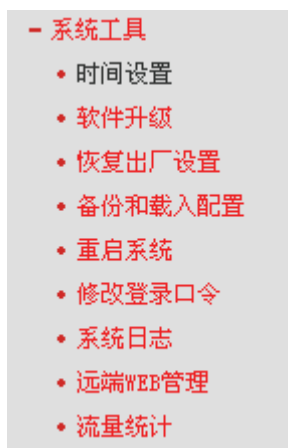 - 系统工具
• 时间设置
• 软件升级
• 恢复出厂设置
• 备份和载入配置
• 重启系统
• 修改登录口令
• 系统日志
• 远端WEB管理
• 流量统计